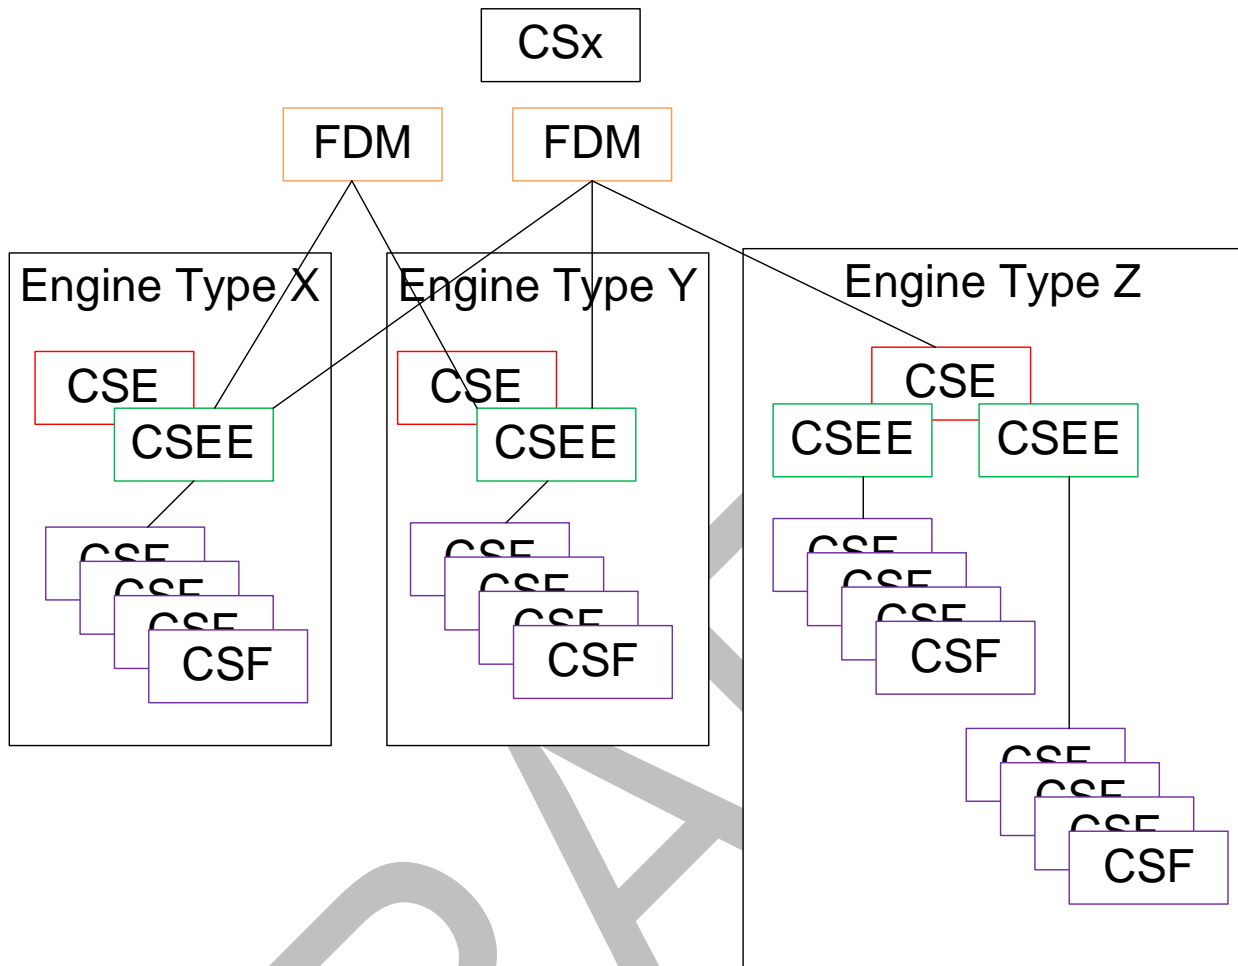 CSx
FDM
FDM
Engine Type X
Engine Type Y
Engine Type Z
CSE
CSEE
CSE
CSEE
CSE
CSEE
CSEE
CSF
CSF
CSF
CSF